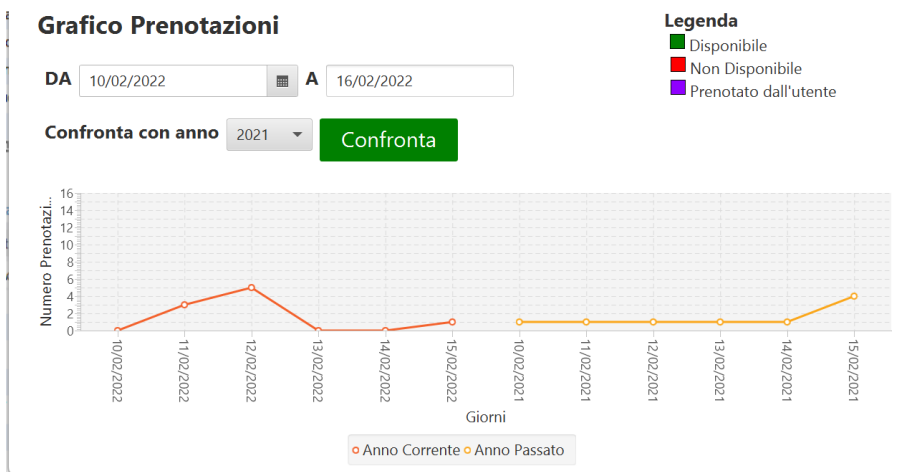 Grafico Prenotazioni
Legenda
Disponibile
Non Disponibile
Prenotato dall'utente
DA 10/02/2022 A 16/02/2022
Confronta con anno 2021 Confronta
Numero Prenotazi...
16
14
12
10
8
6
4
2
0
10/02/2022 11/02/2022 12/02/2022 13/02/2022 14/02/2022 15/02/2022 10/02/2021 11/02/2021 12/02/2021 13/02/2021 14/02/2021 15/02/2021
Giorni
Anno Corrente Anno Passato